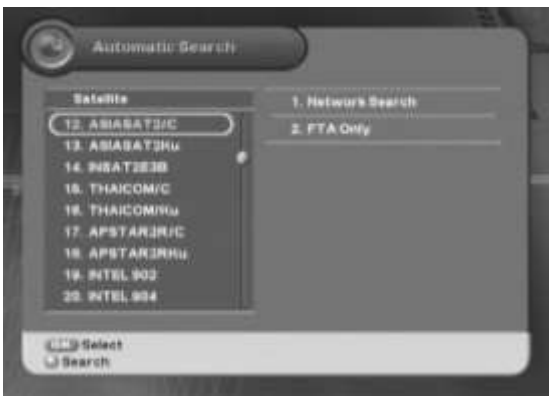 Automatic Search
Satellite
12. ASIASAT2/C
13. ASIASAT2Ku
14. INSAT2E3B
15. THAICOM/C
16. THAICOM/Ku
17. APSTAR2R/C
18. APSTAR2RKu
19. INTEL 902
20. INTEL 904
1. Network Search
2. FTA Only
Select
Search